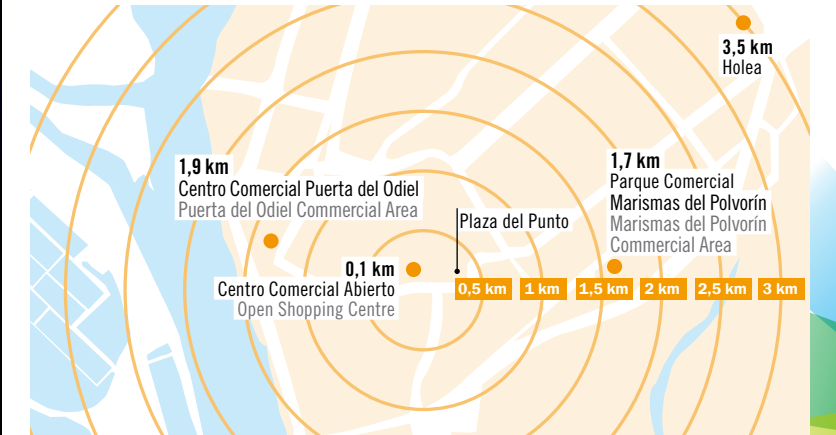 3,5 km
Holea
1,9 km
Centro Comercial Puerta del Odiel
Puerta del Odiel Commercial Area
1,7 km
Parque Comercial
Marismas del Polvorín
Marismas del Polvorín
Commercial Area
Plaza del Punto
0,1 km
Centro Comercial Abierto
Open Shopping Centre
0,5 km 1 km 1,5 km 2 km 2,5 km 3 km